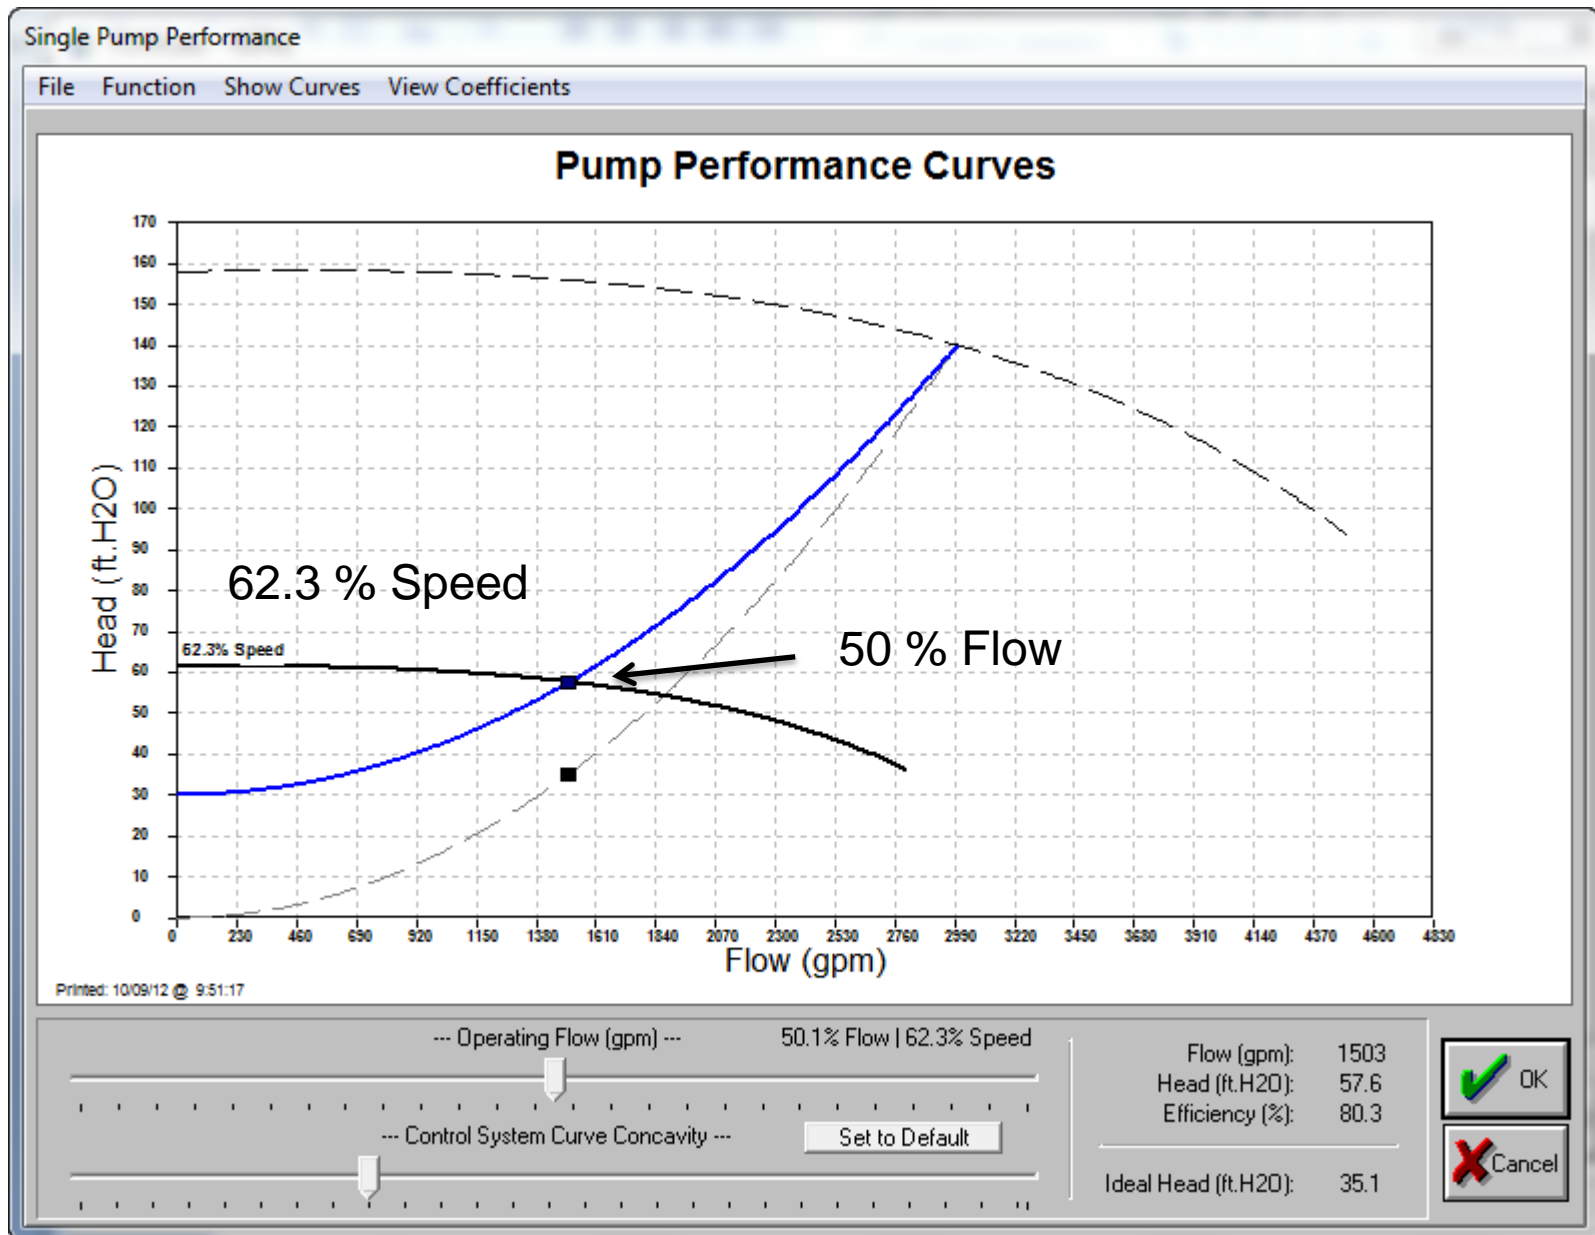 Single Pump Performance
File Function Show Curves View Coefficients
Pump Performance Curves
170
160
150
140
130
120
110
100
90
80
70
60
50
40
30
20
10
0
Head (ft.H2O)
62.3 % Speed
62.3% Speed
50 % Flow
0 230 460 690 920 1150 1380 1610 1840 2070 2300 2530 2760 2990 3220 3450 3680 3910 4140 4370 4600 4830
Flow (gpm)
Printed: 10/09/12 @ 9:51:17
--- Operating Flow (gpm) --- 50.1% Flow | 62.3% Speed
--- Control System Curve Concavity --- Set to Default
Flow (gpm): 1503
Head (ft.H2O): 57.6
Efficiency (%): 80.3
Ideal Head (ft.H2O): 35.1
OK
Cancel